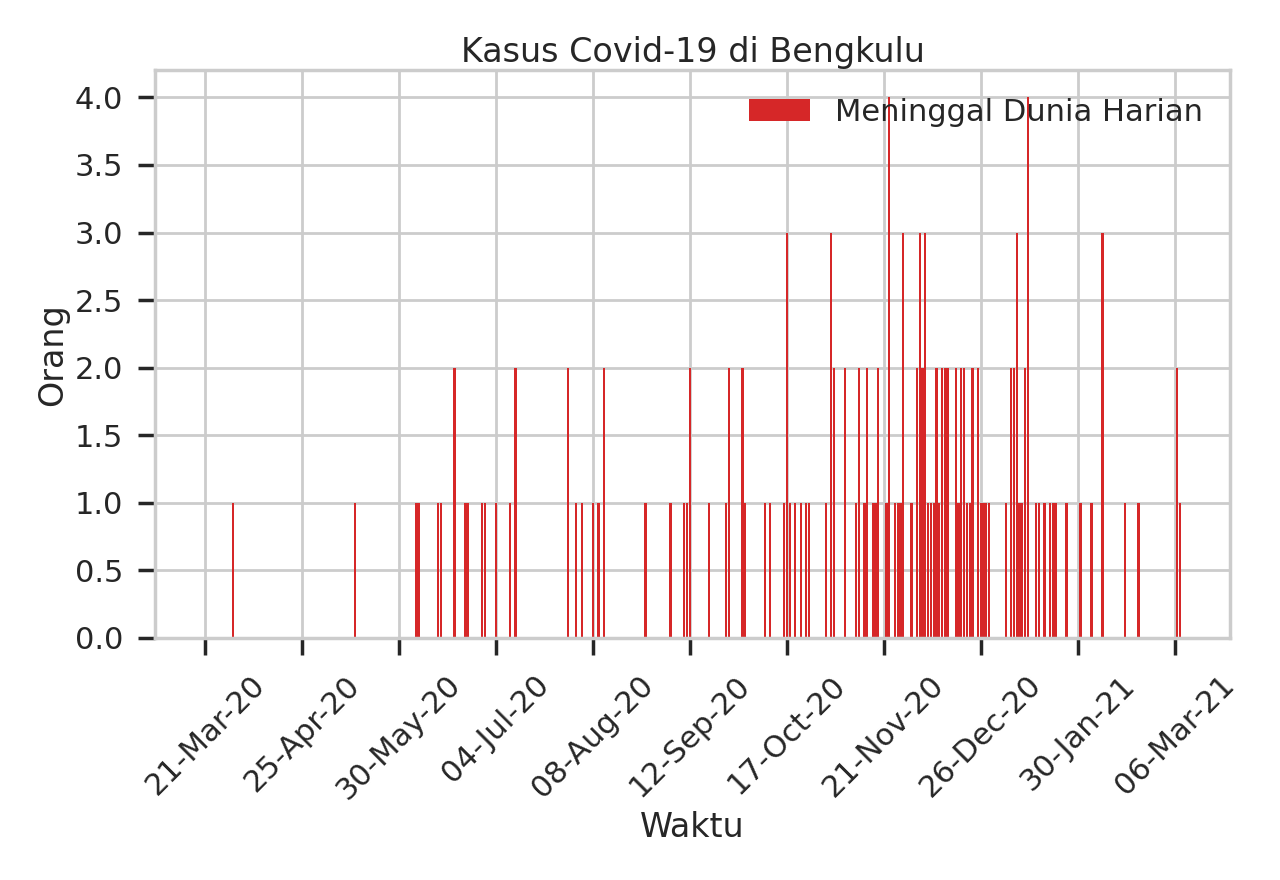 Kasus Covid-19 di Bengkulu
Meninggal Dunia Harian
Orang
4.0
3.5
3.0
2.5
2.0
1.5
1.0
0.5
0.0
21-Mar-20
25-Apr-20
30-May-20
04-Jul-20
08-Aug-20
12-Sep-20
17-Oct-20
21-Nov-20
26-Dec-20
30-Jan-21
06-Mar-21
Waktu